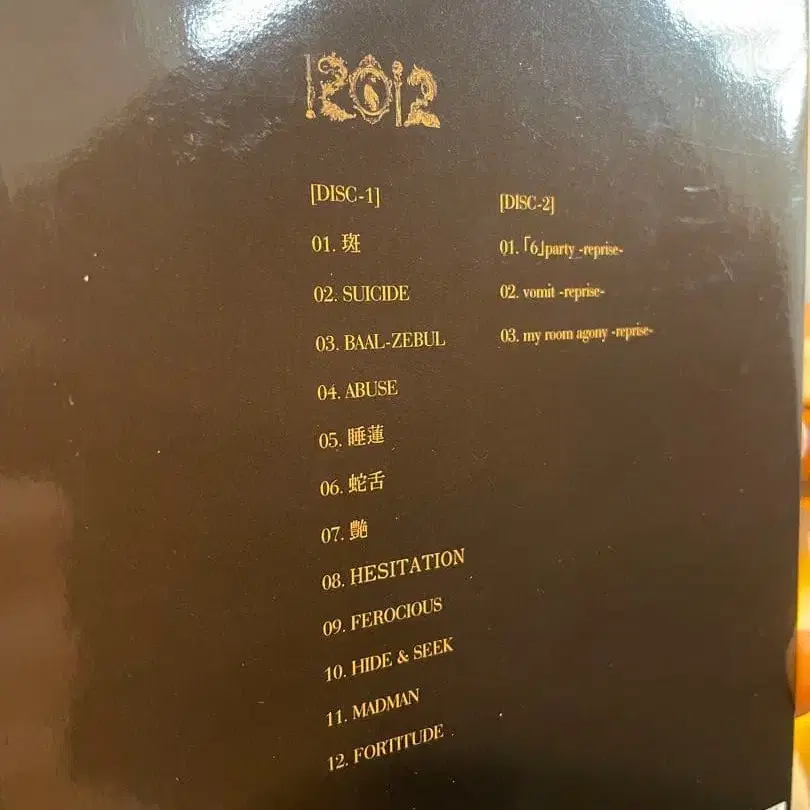 12012
[DISC-1]
01. 斑
02. SUICIDE
03. BAAL-ZEBUL
04. ABUSE
05. 睡蓮
06. 蛇舌
07. 艶
08. HESITATION
09. FEROCIOUS
10. HIDE & SEEK
11. MADMAN
12. FORTITUDE
[DISC-2]
01. 「6」party -reprise-
02. vomit -reprise-
03. my room agony -reprise-